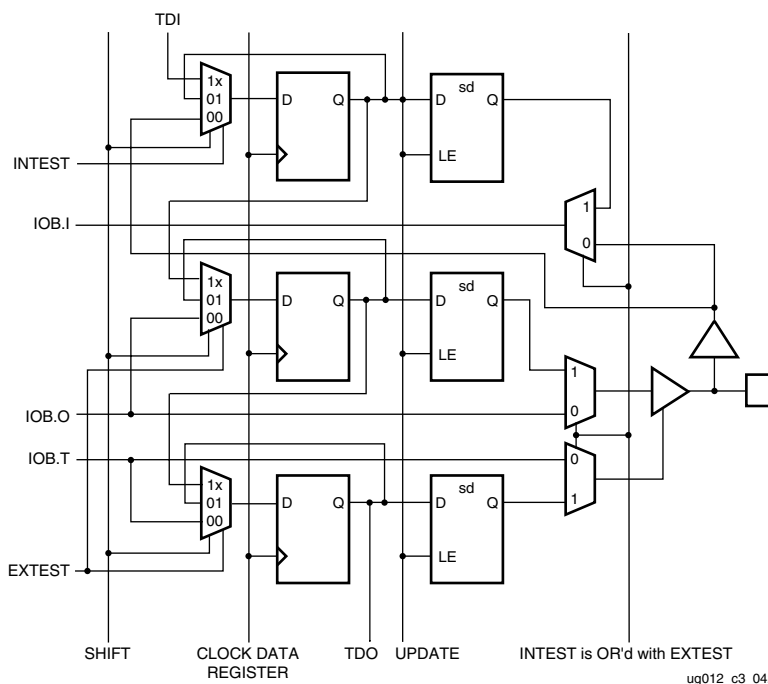 TDI
1x
01
00
D
Q
D
sd
Q
LE
INTEST
IOB.I
1
0
1x
01
00
D
Q
D
sd
Q
LE
1
0
IOB.O
IOB.T
0
1
1x
01
00
D
Q
D
sd
Q
LE
EXTEST
SHIFT
CLOCK DATA
REGISTER
TDO
UPDATE
INTEST is OR'd with EXTEST
ug012_c3_04